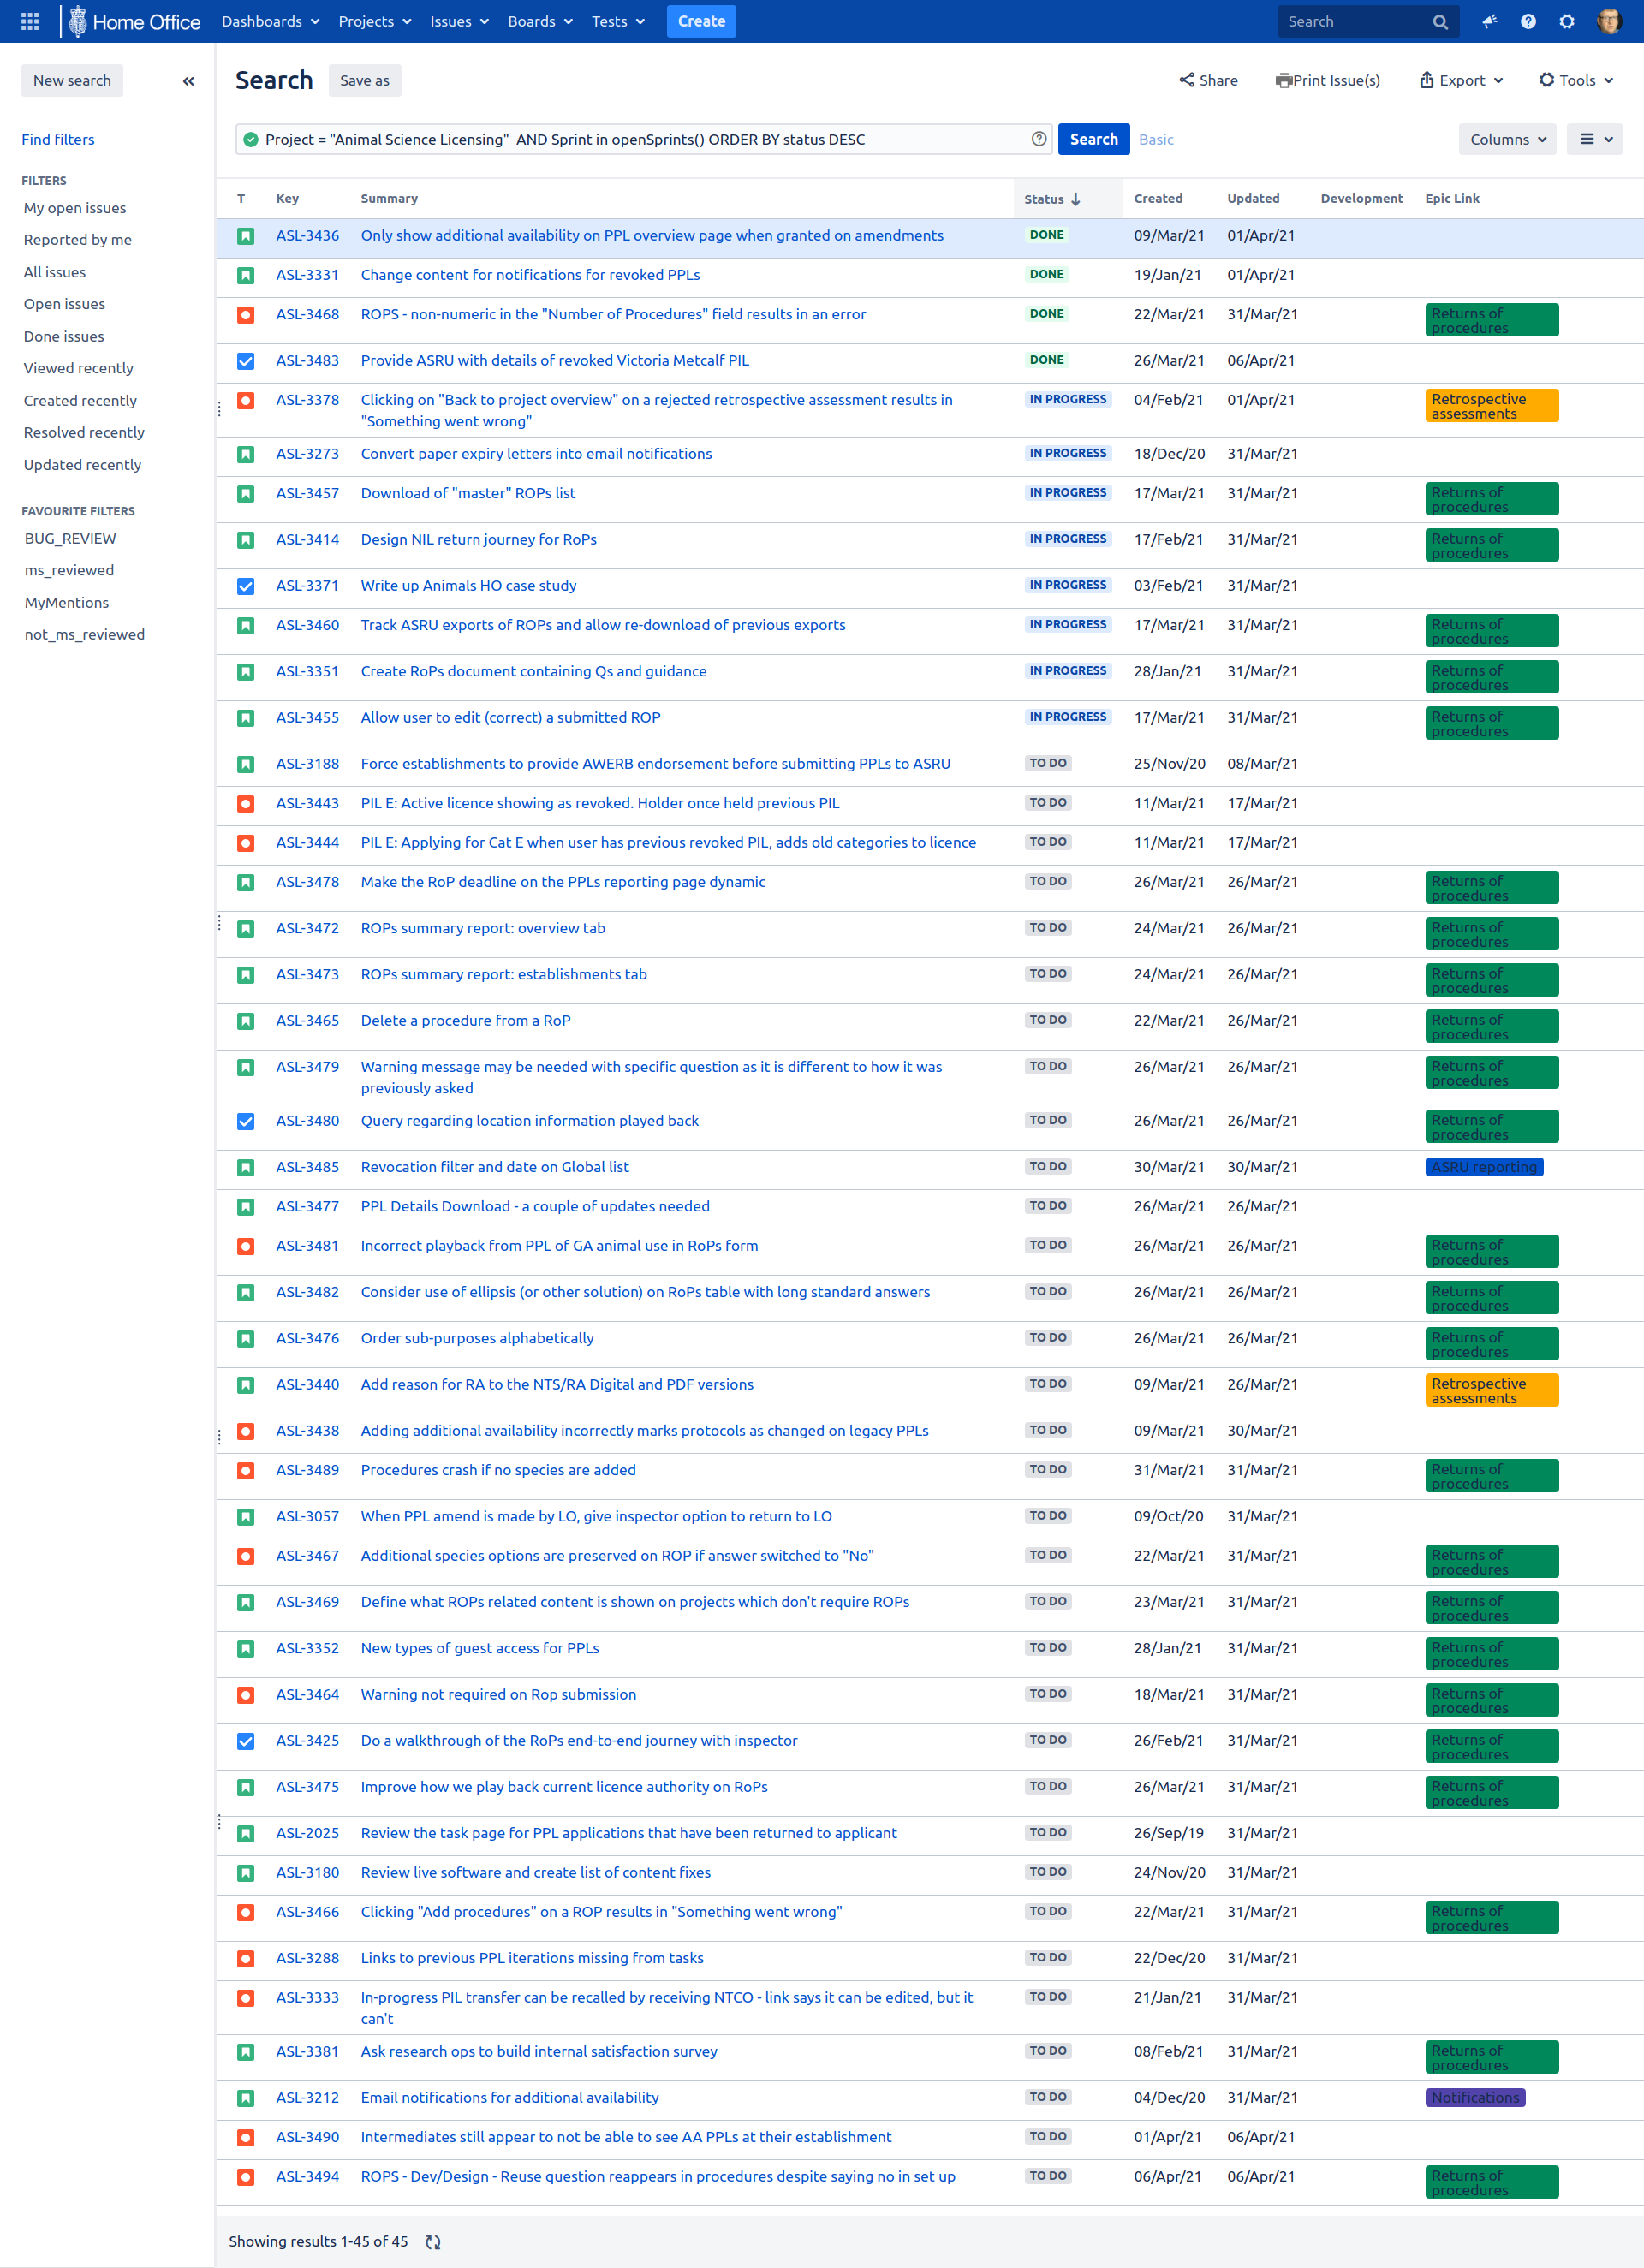 Home Office Dashboards Projects Issues Boards Tests Create Search
New search
Search Save as Share Print Issue(s) Export Tools
Find filters
Project = "Animal Science Licensing" AND Sprint in openSprints() ORDER BY status DESC Search Basic Columns
FILTERS
My open issues
Reported by me
All issues
Open issues
Done issues
Viewed recently
Created recently
Resolved recently
Updated recently
FAVOURITE FILTERS
BUG_REVIEW
ms_reviewed
MyMentions
not_ms_reviewed
T Key Summary Status Created Updated Development Epic Link
ASL-3436 Only show additional availability on PPL overview page when granted on amendments DONE 09/Mar/21 01/Apr/21
ASL-3331 Change content for notifications for revoked PPLs DONE 19/Jan/21 01/Apr/21
ASL-3468 ROPS - non-numeric in the "Number of Procedures" field results in an error DONE 22/Mar/21 31/Mar/21 Returns of
procedures
ASL-3483 Provide ASRU with details of revoked Victoria Metcalf PIL DONE 26/Mar/21 06/Apr/21
ASL-3378 Clicking on "Back to project overview" on a rejected retrospective assessment results in IN PROGRESS 04/Feb/21 01/Apr/21 Retrospective
"Something went wrong" assessments
ASL-3273 Convert paper expiry letters into email notifications IN PROGRESS 18/Dec/20 31/Mar/21
ASL-3457 Download of "master" ROPs list IN PROGRESS 17/Mar/21 31/Mar/21 Returns of
procedures
ASL-3414 Design NIL return journey for RoPs IN PROGRESS 17/Feb/21 31/Mar/21 Returns of
procedures
ASL-3371 Write up Animals HO case study IN PROGRESS 03/Feb/21 31/Mar/21
ASL-3460 Track ASRU exports of ROPs and allow re-download of previous exports IN PROGRESS 17/Mar/21 31/Mar/21 Returns of
procedures
ASL-3351 Create RoPs document containing Qs and guidance IN PROGRESS 28/Jan/21 31/Mar/21 Returns of
procedures
ASL-3455 Allow user to edit (correct) a submitted ROP IN PROGRESS 17/Mar/21 31/Mar/21 Returns of
procedures
ASL-3188 Force establishments to provide AWERB endorsement before submitting PPLs to ASRU TO DO 25/Nov/20 08/Mar/21
ASL-3443 PIL E: Active licence showing as revoked. Holder once held previous PIL TO DO 11/Mar/21 17/Mar/21
ASL-3444 PIL E: Applying for Cat E when user has previous revoked PIL, adds old categories to licence TO DO 11/Mar/21 17/Mar/21
ASL-3478 Make the RoP deadline on the PPLs reporting page dynamic TO DO 26/Mar/21 26/Mar/21 Returns of
procedures
ASL-3472 ROPs summary report: overview tab TO DO 24/Mar/21 26/Mar/21 Returns of
procedures
ASL-3473 ROPs summary report: establishments tab TO DO 24/Mar/21 26/Mar/21 Returns of
procedures
ASL-3465 Delete a procedure from a RoP TO DO 22/Mar/21 26/Mar/21 Returns of
procedures
ASL-3479 Warning message may be needed with specific question as it is different to how it was TO DO 26/Mar/21 26/Mar/21 Returns of
previously asked procedures
ASL-3480 Query regarding location information played back TO DO 26/Mar/21 26/Mar/21 Returns of
procedures
ASL-3485 Revocation filter and date on Global list TO DO 30/Mar/21 30/Mar/21 ASRU reporting
ASL-3477 PPL Details Download - a couple of updates needed TO DO 26/Mar/21 26/Mar/21
ASL-3481 Incorrect playback from PPL of GA animal use in RoPs form TO DO 26/Mar/21 26/Mar/21 Returns of
procedures
ASL-3482 Consider use of ellipsis (or other solution) on RoPs table with long standard answers TO DO 26/Mar/21 26/Mar/21 Returns of
procedures
ASL-3476 Order sub-purposes alphabetically TO DO 26/Mar/21 26/Mar/21 Returns of
procedures
ASL-3440 Add reason for RA to the NTS/RA Digital and PDF versions TO DO 09/Mar/21 26/Mar/21 Retrospective
assessments
ASL-3438 Adding additional availability incorrectly marks protocols as changed on legacy PPLs TO DO 09/Mar/21 30/Mar/21
ASL-3489 Procedures crash if no species are added TO DO 31/Mar/21 31/Mar/21 Returns of
procedures
ASL-3057 When PPL amend is made by LO, give inspector option to return to LO TO DO 09/Oct/20 31/Mar/21
ASL-3467 Additional species options are preserved on ROP if answer switched to "No" TO DO 22/Mar/21 31/Mar/21 Returns of
procedures
ASL-3469 Define what ROPs related content is shown on projects which don't require ROPs TO DO 23/Mar/21 31/Mar/21 Returns of
procedures
ASL-3352 New types of guest access for PPLs TO DO 28/Jan/21 31/Mar/21 Returns of
procedures
ASL-3464 Warning not required on Rop submission TO DO 18/Mar/21 31/Mar/21 Returns of
procedures
ASL-3425 Do a walkthrough of the RoPs end-to-end journey with inspector TO DO 26/Feb/21 31/Mar/21 Returns of
procedures
ASL-3475 Improve how we play back current licence authority on RoPs TO DO 26/Mar/21 31/Mar/21 Returns of
procedures
ASL-2025 Review the task page for PPL applications that have been returned to applicant TO DO 26/Sep/19 31/Mar/21
ASL-3180 Review live software and create list of content fixes TO DO 24/Nov/20 31/Mar/21
ASL-3466 Clicking "Add procedures" on a ROP results in "Something went wrong" TO DO 22/Mar/21 31/Mar/21 Returns of
procedures
ASL-3288 Links to previous PPL iterations missing from tasks TO DO 22/Dec/20 31/Mar/21
ASL-3333 In-progress PIL transfer can be recalled by receiving NTCO - link says it can be edited, but it TO DO 21/Jan/21 31/Mar/21
can't
ASL-3381 Ask research ops to build internal satisfaction survey TO DO 08/Feb/21 31/Mar/21 Returns of
procedures
ASL-3212 Email notifications for additional availability TO DO 04/Dec/20 31/Mar/21 Notifications
ASL-3490 Intermediates still appear to not be able to see AA PPLs at their establishment TO DO 01/Apr/21 06/Apr/21
ASL-3494 ROPS - Dev/Design - Reuse question reappears in procedures despite saying no in set up TO DO 06/Apr/21 06/Apr/21 Returns of
procedures
Showing results 1-45 of 45